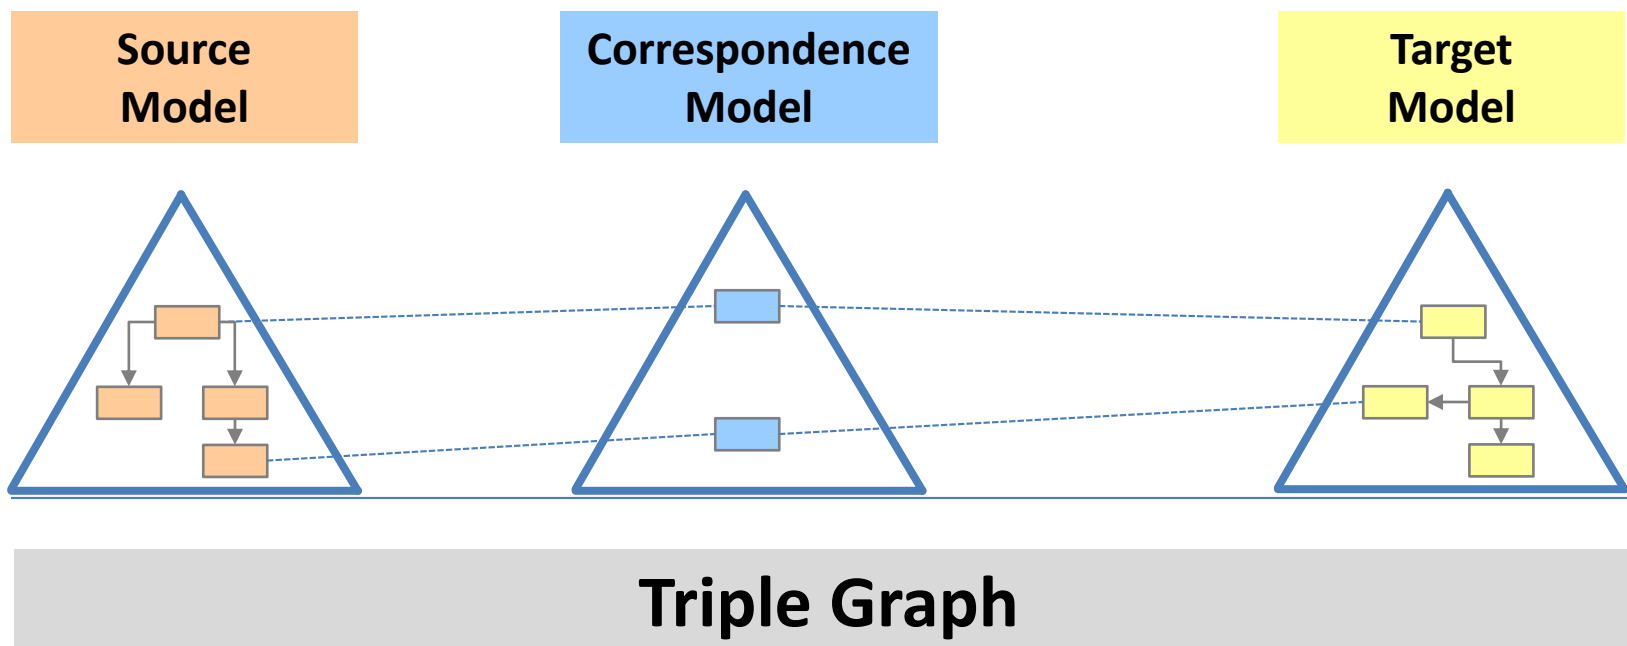 Source
Model
Correspondence
Model
Target
Model
Triple Graph